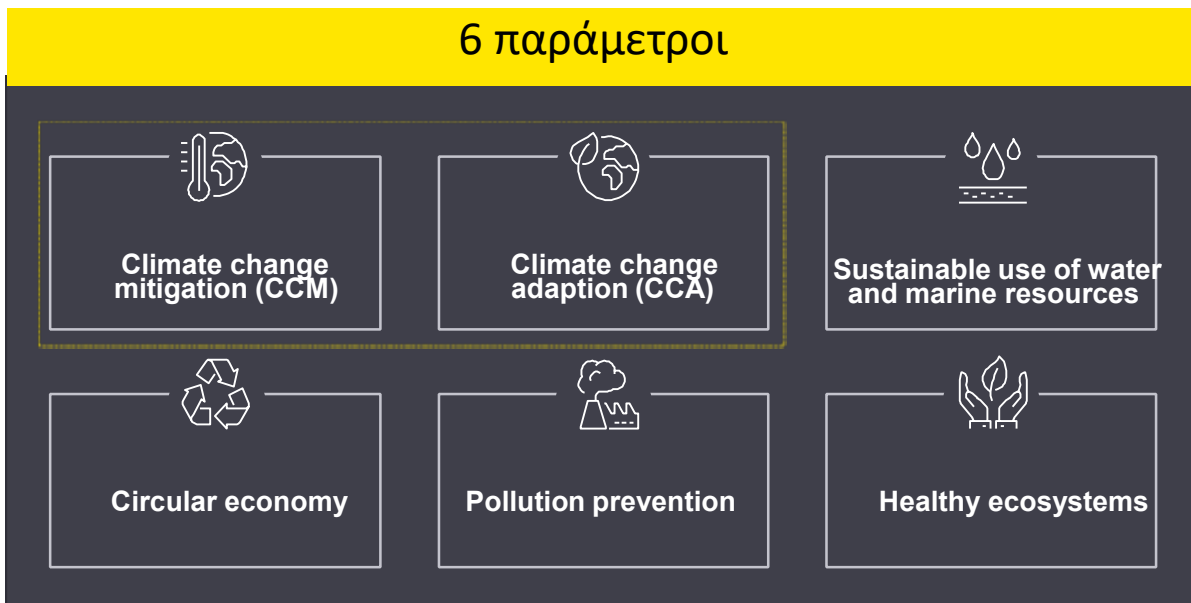 6 παράμετροι
Climate change
mitigation (CCM)
Climate change
adaption (CCA)
Sustainable use of water
and marine resources
Circular economy
Pollution prevention
Healthy ecosystems